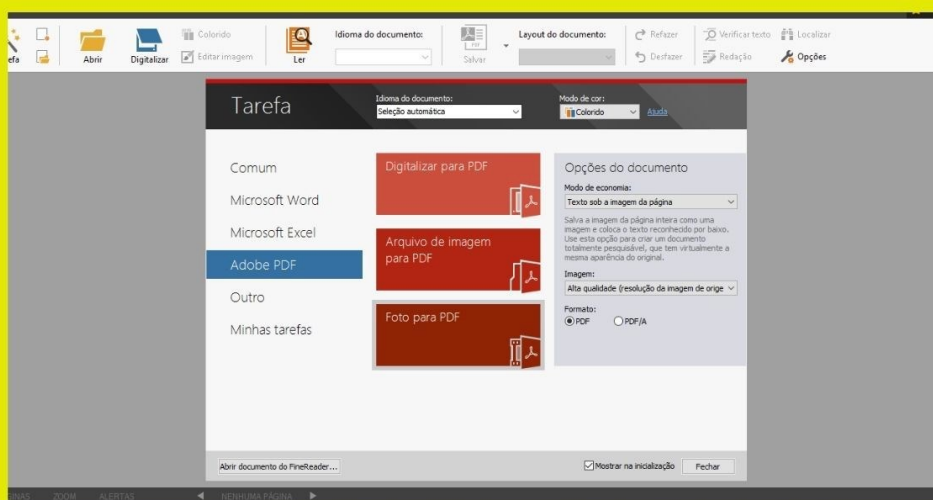 efa
Abrir
Digitalizar
Colorido
Editar imagem
Ler
Idioma do documento:
Salvar
Layout do documento:
Refazer
Desfazer
Verificar texto
Redação
Localizar
Opções
Tarefa
Idioma do documento:
Seleção automática
Modo de cor:
Colorido
Ajuda
Comum
Microsoft Word
Microsoft Excel
Adobe PDF
Outro
Minhas tarefas
Digitalizar para PDF
Arquivo de imagem
para PDF
Foto para PDF
Opções do documento
Modo de economia:
Texto sob a imagem da página
Salva a imagem da página inteira como uma
imagem e coloca o texto reconhecido por baixo.
Use esta opção para criar um documento
totalmente pesquisável, que tem virtualmente a
mesma aparência do original.
Imagem:
Alta qualidade (resolução da imagem de orige
Formato:
PDF
PDF/A
Abrir documento do FineReader...
Mostrar na inicialização
Fechar
INAS
ZOOM
ALERTAS
NENHUMA PÁGINA